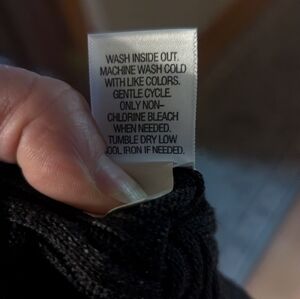 WASH INSIDE OUT.
MACHINE WASH COLD
WITH LIKE COLORS.
GENTLE CYCLE.
ONLY NON-
CHLORINE BLEACH
WHEN NEEDED.
TUMBLE DRY LOW
IRON IF NEEDED.